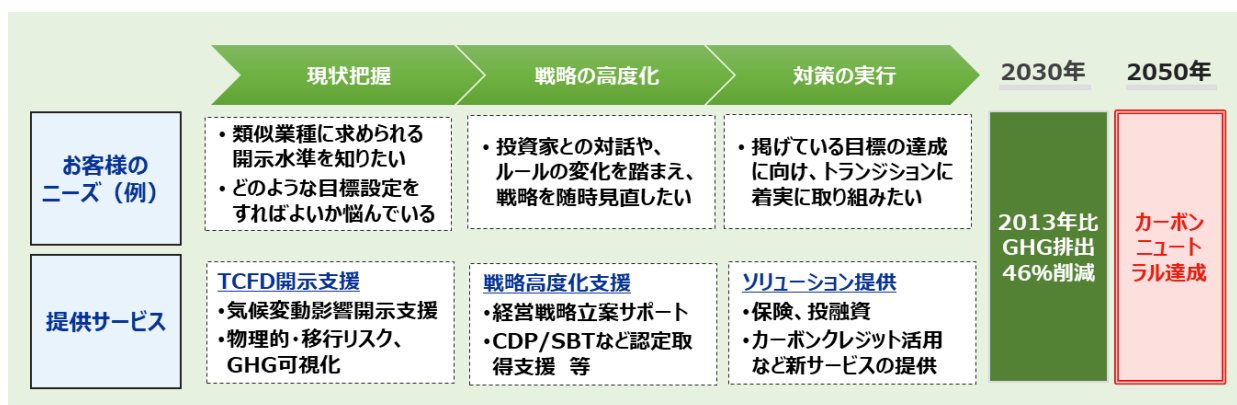 現状把握
戦略の高度化
対策の実行
2030年
2050年
お客様の
ニーズ（例）
・類似業種に求められる
開示水準を知りたい
・どのような目標設定を
すればよいか悩んでいる
・投資家との対話や、
ルールの変化を踏まえ、
戦略を随時見直したい
・掲げている目標の達成
に向け、トランジションに
着実に取り組みたい
2013年比
GHG排出
46%削減
カーボン
ニュート
ラル達成
提供サービス
TCFD開示支援
・気候変動影響開示支援
・物理的・移行リスク、
GHG可視化
戦略高度化支援
・経営戦略立案サポート
・CDP/SBTなど認定取
得支援 等
ソリューション提供
・保険、投融資
・カーボンクレジット活用
など新サービスの提供